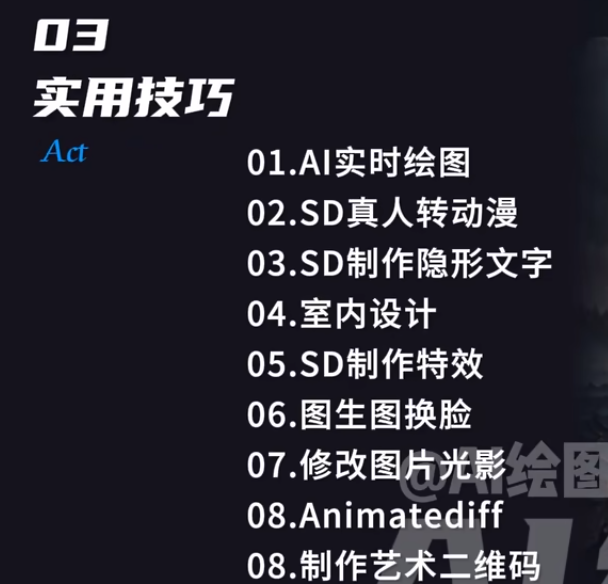 03
实用技巧
Act
01.AI实时绘图
02.SD真人转动漫
03.SD制作隐形文字
04.室内设计
05.SD制作特效
06.图生图换脸
07.修改图片光影
@AI绘图
08.Animatediff
08.制作艺术二维码